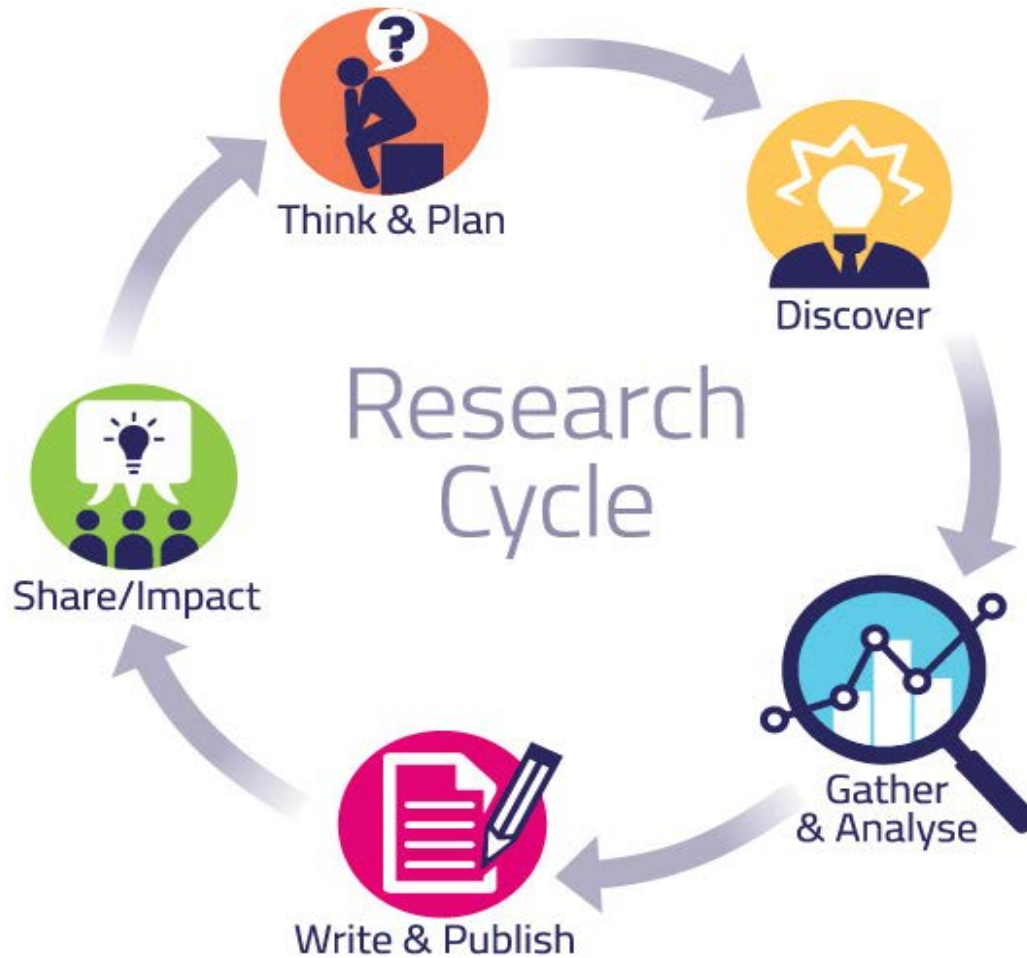 ?
Think & Plan
Discover
Research
Cycle
Share/Impact
Gather
& Analyse
Write & Publish